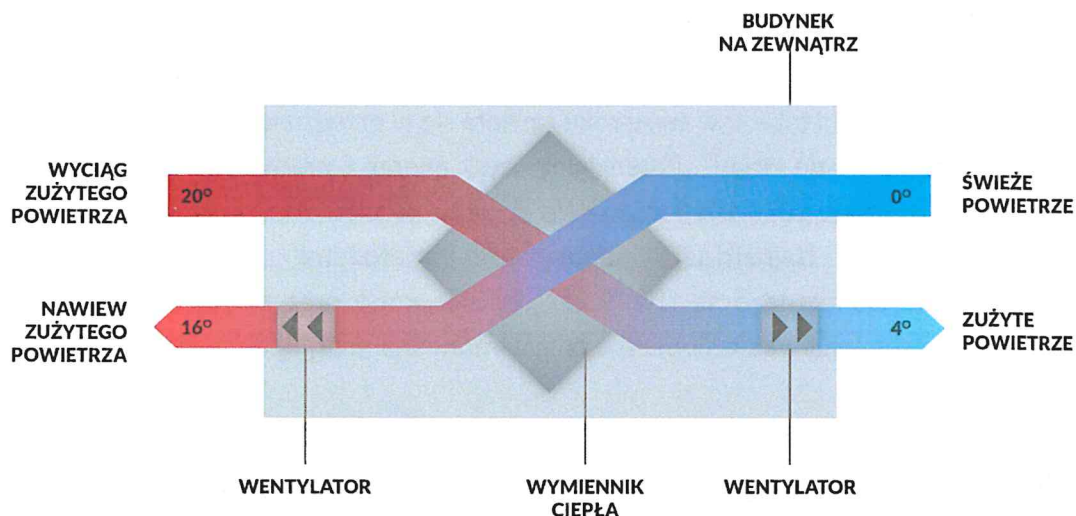 BUDYNEK
NA ZEWNĄTRZ
WYCIĄG
ZUŻYTEGO
POWIETRZA
20°
0°
ŚWIEŻE
POWIETRZE
NAWIEW
ZUŻYTEGO
POWIETRZA
16°
4°
ZUŻYTE
POWIETRZE
WENTYLATOR
WYMIENNIK
CIEPŁA
WENTYLATOR